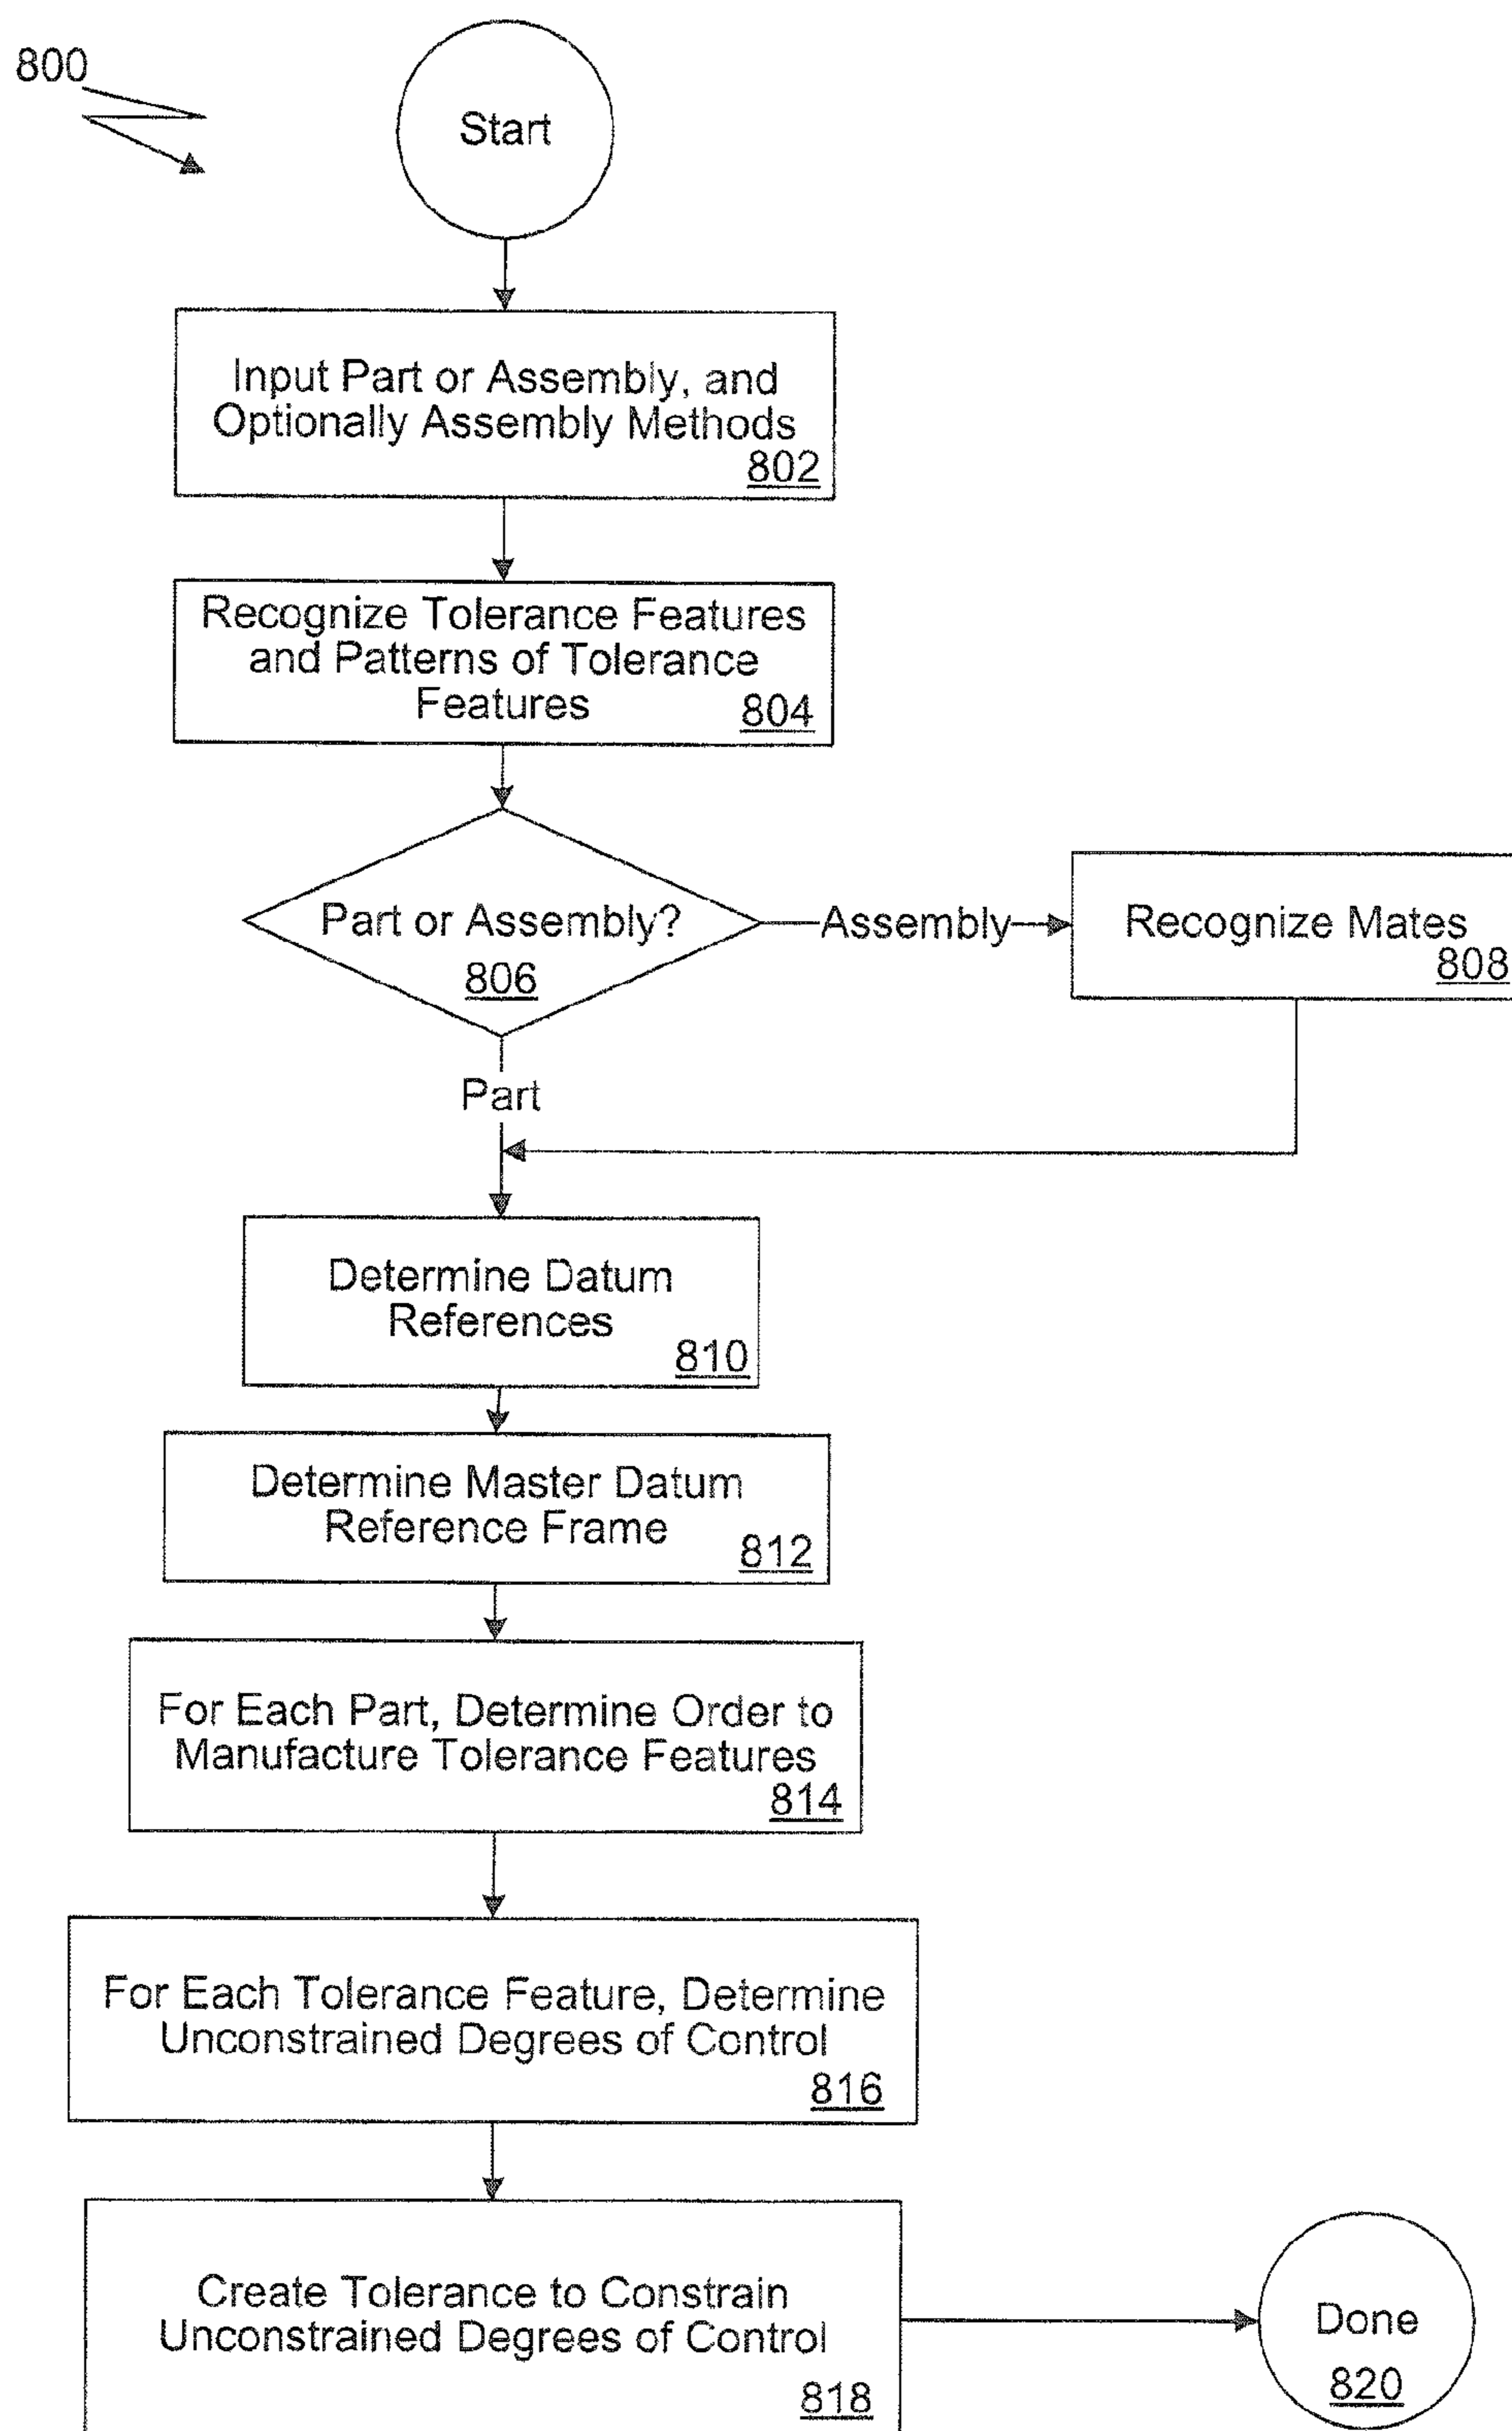 800
Start
Input Part or Assembly, and
Optionally Assembly Methods
802
Recognize Tolerance Features
and Patterns of Tolerance
Features
804
Part or Assembly?
806
Assembly
Recognize Mates
808
Part
Determine Datum
References
810
Determine Master Datum
Reference Frame
812
For Each Part, Determine Order to
Manufacture Tolerance Features
814
For Each Tolerance Feature, Determine
Unconstrained Degrees of Control
816
Create Tolerance to Constrain
Unconstrained Degrees of Control
818
Done
820